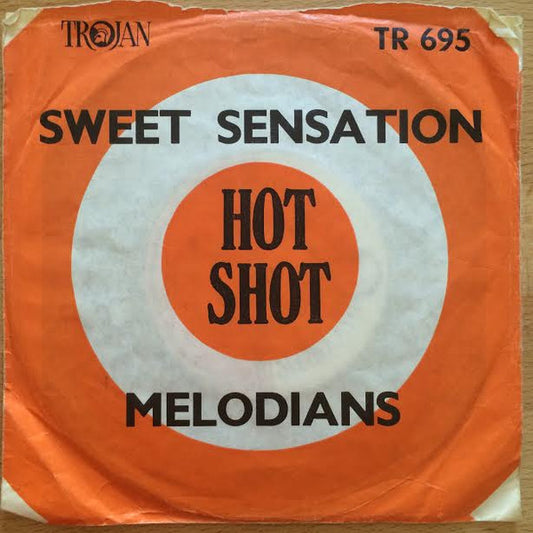 TROJAN TR 695
SWEET SENSATION
HOT
SHOT
MELODIANS